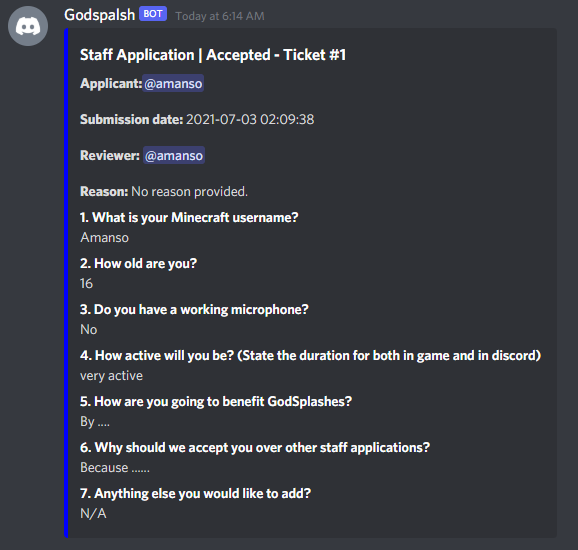 Godspalsh BOT Today at 6:14 AM
Staff Application | Accepted - Ticket #1
Applicant:@amanso
Submission date: 2021-07-03 02:09:38
Reviewer: @amanso
Reason: No reason provided.
1. What is your Minecraft username?
Amanso
2. How old are you?
16
3. Do you have a working microphone?
No
4. How active will you be? (State the duration for both in game and in discord)
very active
5. How are you going to benefit GodSplashes?
By ....
6. Why should we accept you over other staff applications?
Because ......
7. Anything else you would like to add?
N/A